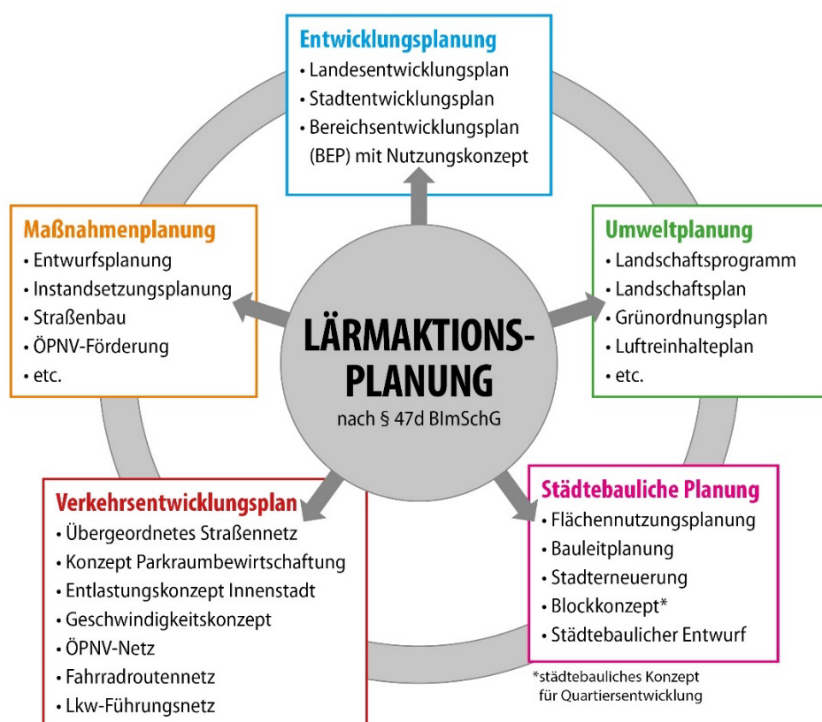 Entwicklungsplanung
• Landesentwicklungsplan
• Stadtentwicklungsplan
• Bereichsentwicklungsplan
(BEP) mit Nutzungskonzept
Maßnahmenplanung
• Entwurfsplanung
• Instandsetzungsplanung
• Straßenbau
• ÖPNV-Förderung
• etc.
LÄRMAKTIONS-
PLANUNG
nach § 47d BImSchG
Umweltplanung
• Landschaftsprogramm
• Landschaftsplan
• Grünordnungsplan
• Luftreinhalteplan
• etc.
Verkehrsentwicklungsplan
• Übergeordnetes Straßennetz
• Konzept Parkraumbewirtschaftung
• Entlastungskonzept Innenstadt
• Geschwindigkeitskonzept
• ÖPNV-Netz
• Fahrradroutennetz
• Lkw-Führungsnetz
Städtebauliche Planung
• Flächennutzungsplanung
• Bauleitplanung
• Stadterneuerung
• Blockkonzept*
• Städtebaulicher Entwurf
*städtebauliches Konzept
für Quartiersentwicklung